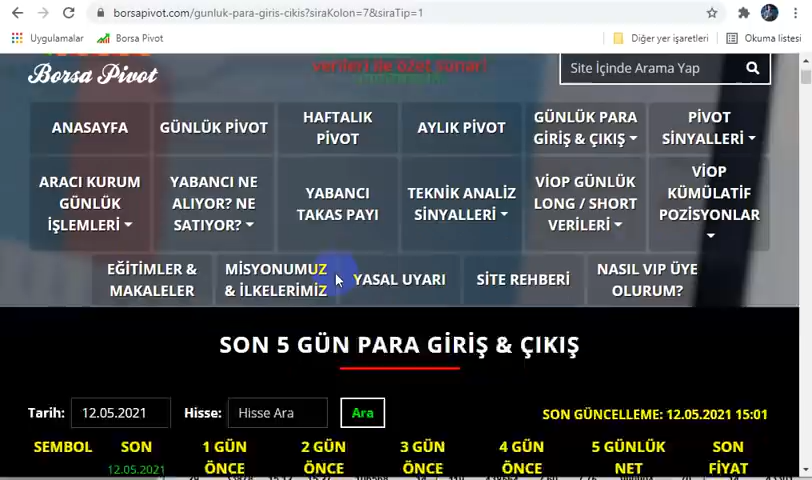 borsapivot.com/gunluk-para-giris-cikis?siraKolon=7&siraTip=1
Uygulamalar
Borsa Pivot
Diğer yer işaretleri
Okuma listesi
Borsa Pivot
verileri ile özet sunar!
Site İçinde Arama Yap
ANASAYFA
GÜNLÜK PİVOT
HAFTALIK
PİVOT
AYLIK PİVOT
GÜNLÜK PARA
GİRİŞ & ÇIKIŞ
PİVOT
SİNYALLERİ
ARACI KURUM
GÜNLÜK
İŞLEMLERİ
YABANCI NE
ALIYOR? NE
SATIYOR?
YABANCI
TAKAS PAYI
TEKNİK ANALİZ
SİNYALLERİ
VİOP GÜNLÜK
LONG / SHORT
VERİLERİ
VİOP
KÜMÜLATİF
POZİSYONLAR
EĞİTİMLER &
MAKALELER
MİSYONUMUZ
& İLKELERİMİZ
YASAL UYARI
SİTE REHBERİ
NASIL VIP ÜYE
OLURUM?
SON 5 GÜN PARA GİRİŞ & ÇIKIŞ
Tarih: 12.05.2021 Hisse: Hisse Ara Ara
SON GÜNCELLEME: 12.05.2021 15:01
SEMBOL
SON
12.05.2021
1 GÜN
ÖNCE
2 GÜN
ÖNCE
3 GÜN
ÖNCE
4 GÜN
ÖNCE
5 GÜNLÜK
NET
SON
FİYAT